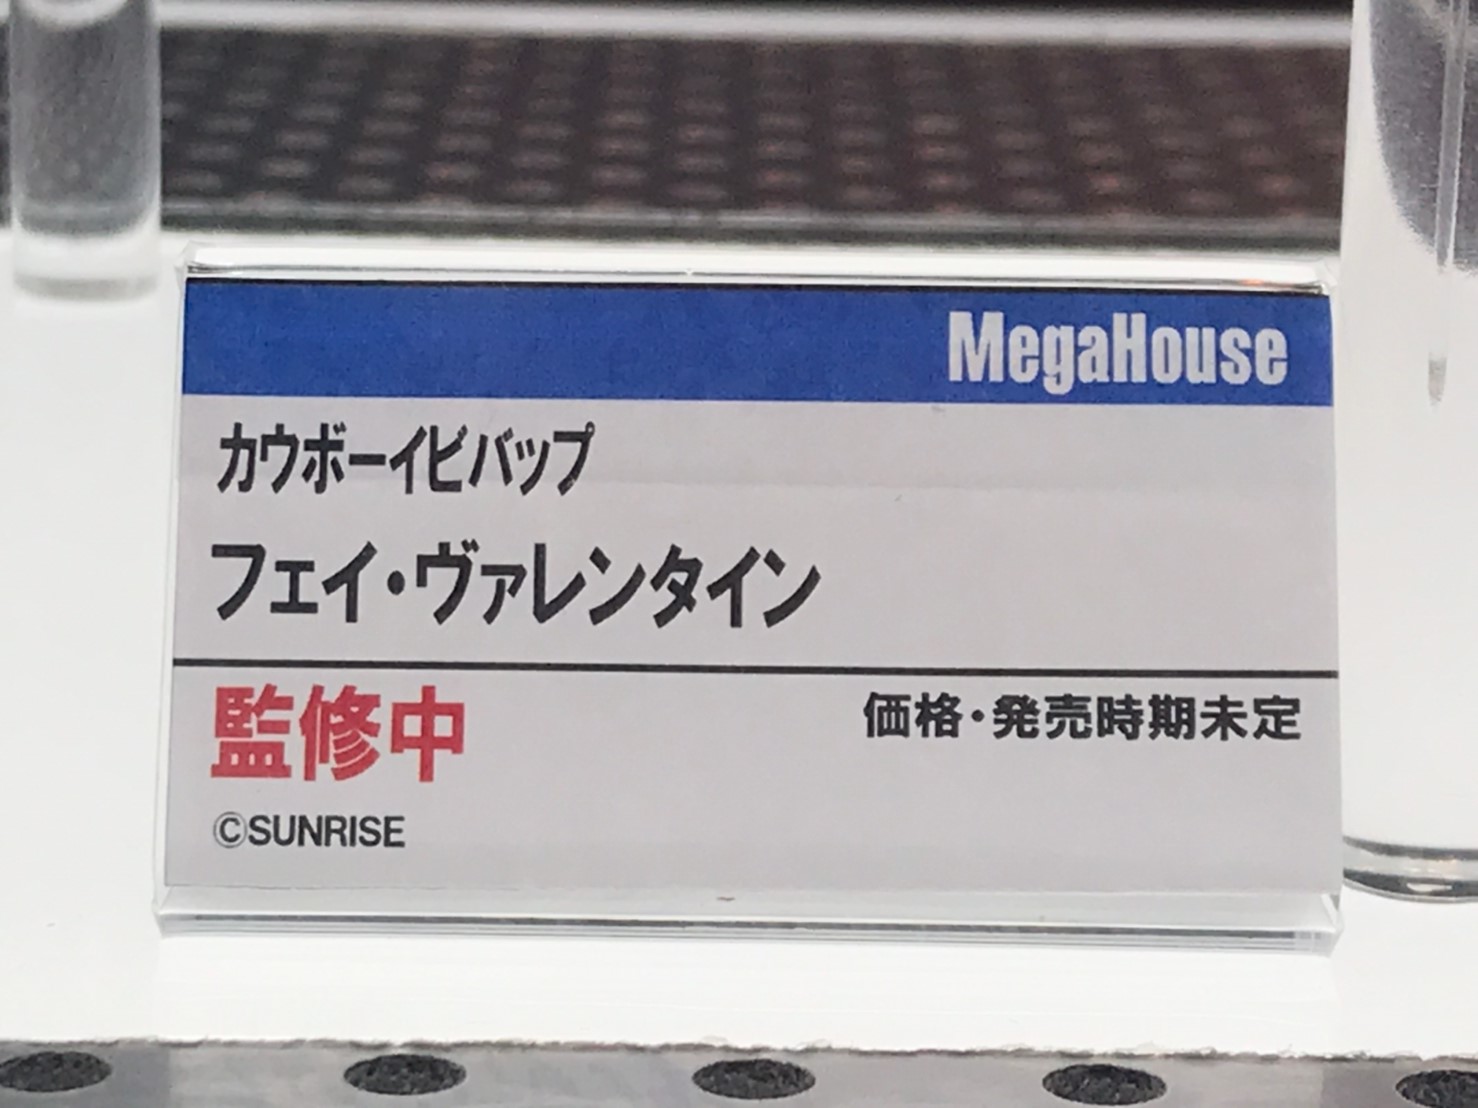 MegaHouse
カウボーイビバップ
フェイ・ヴァレンタイン
監修中
価格・発売時期未定
©SUNRISE